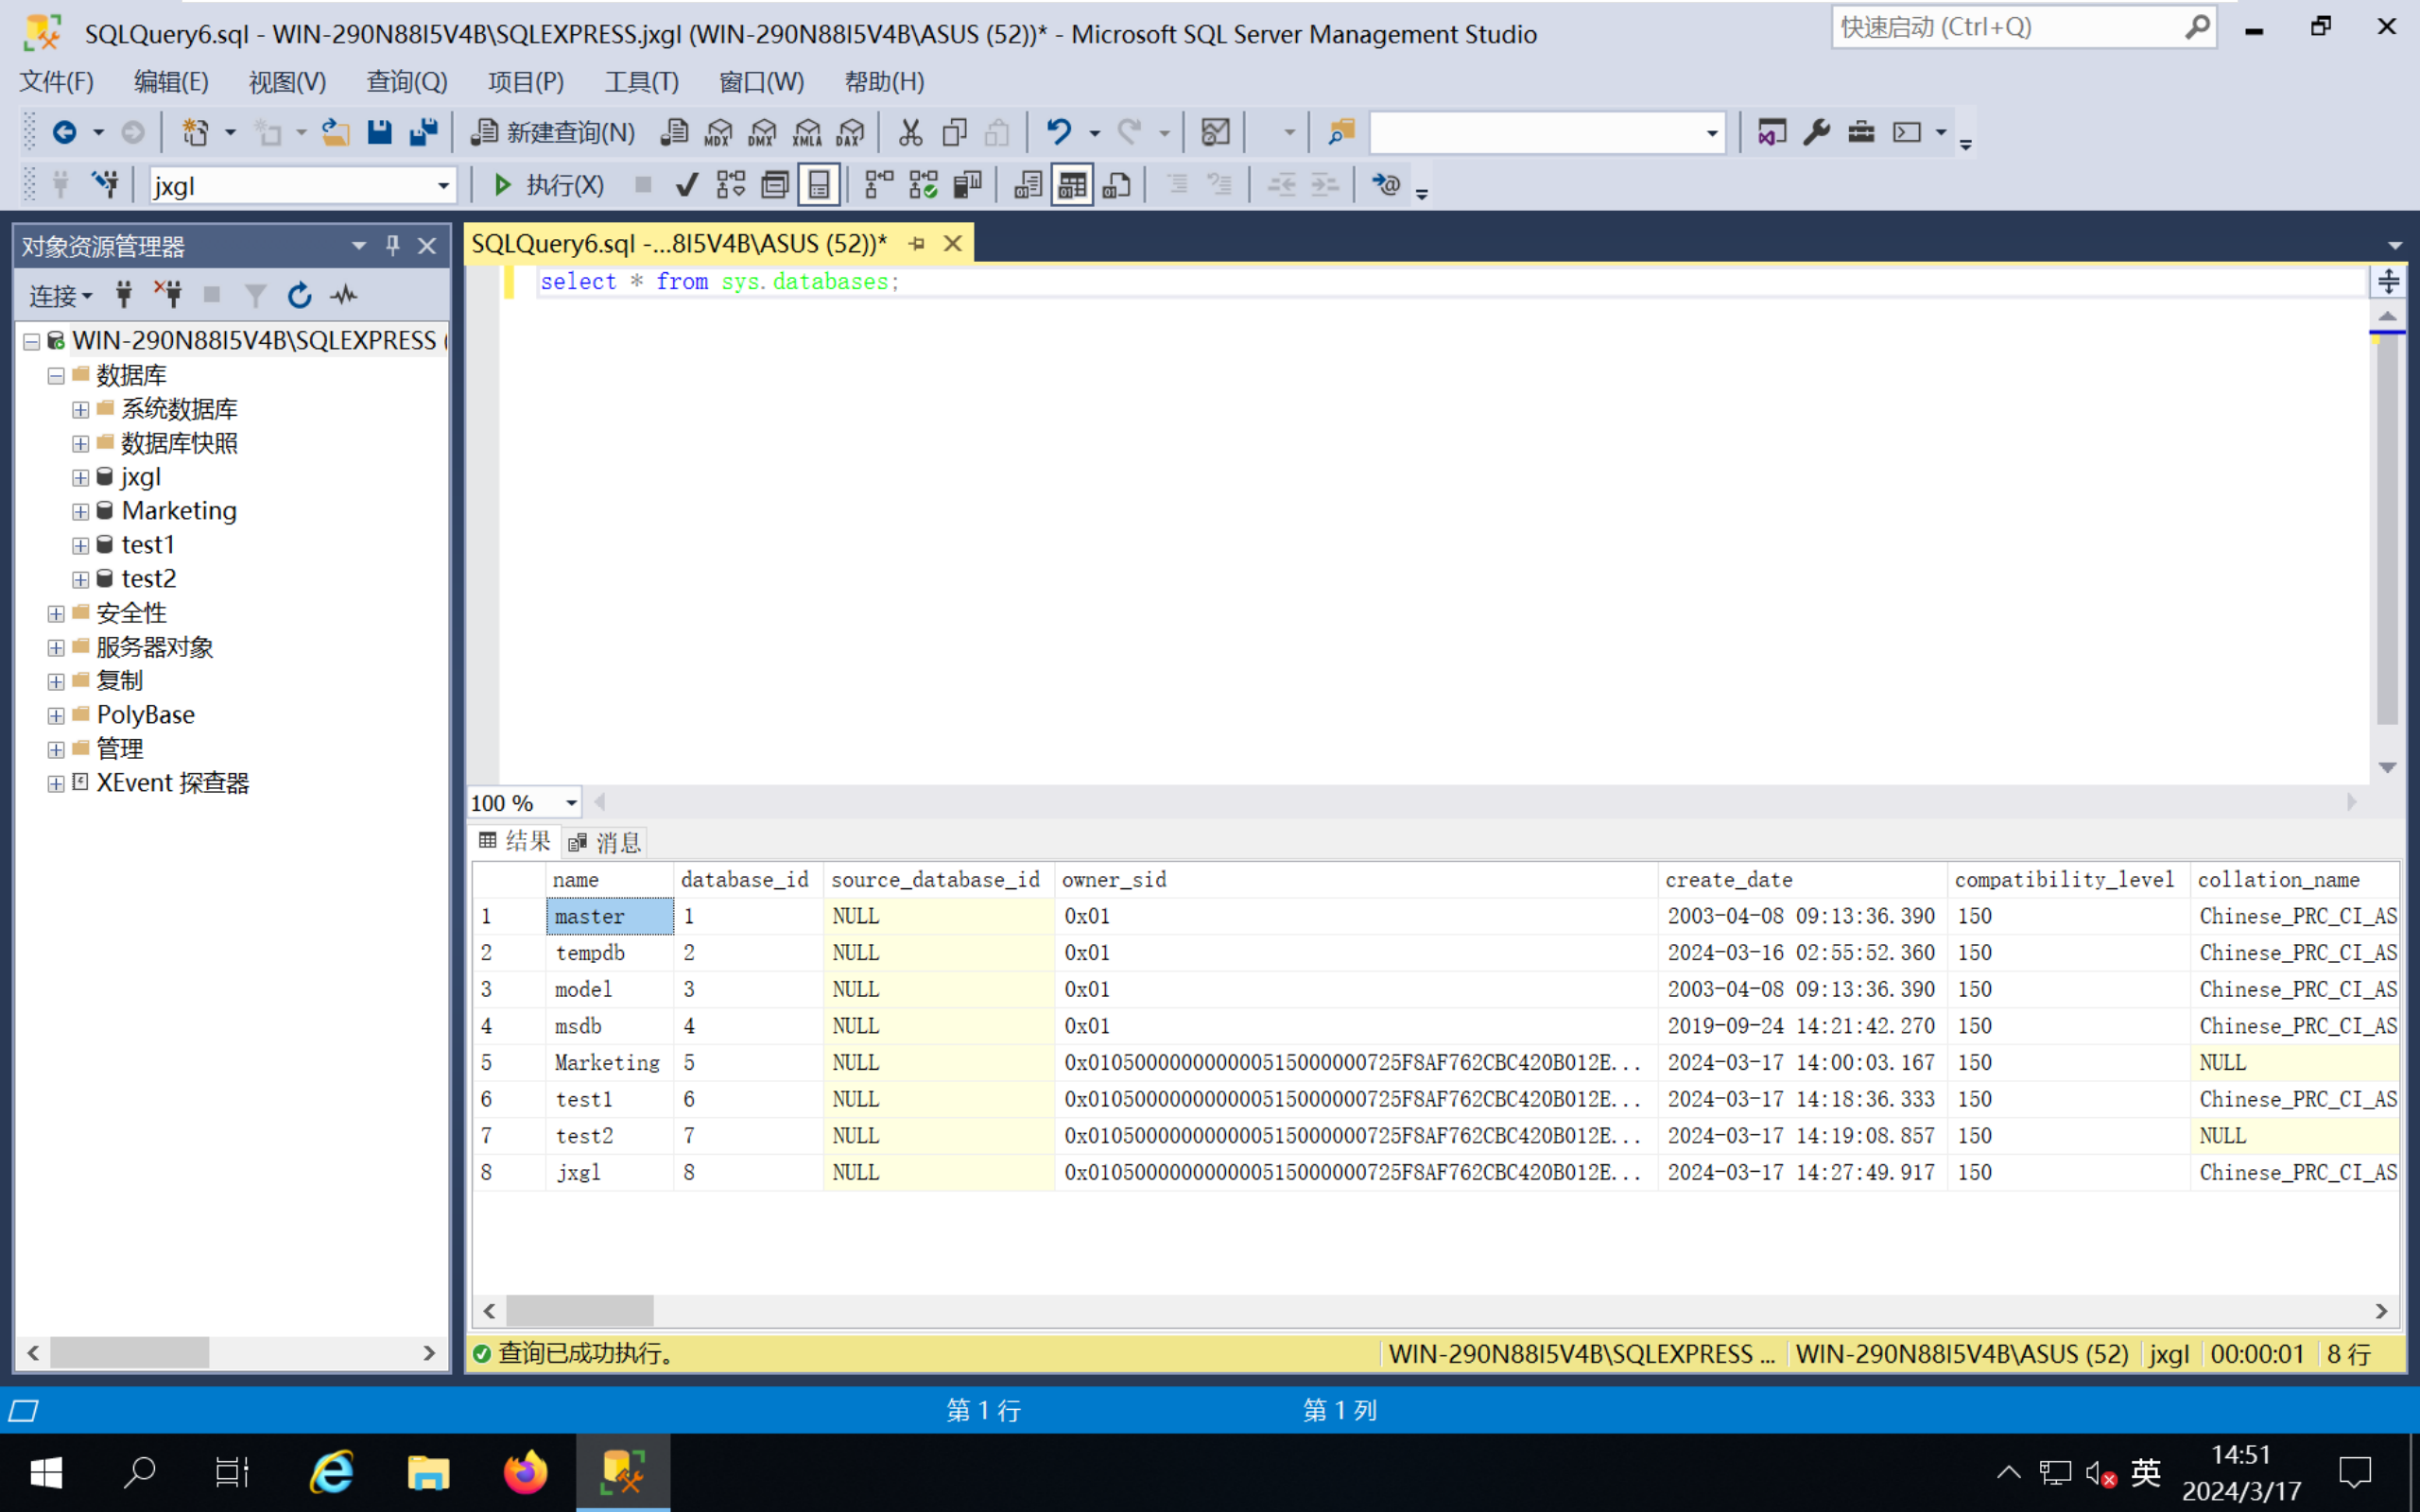 SQLQuery6.sql - WIN-290N88I5V4B\SQLEXPRESS.jxgl (WIN-290N88I5V4B\ASUS (52))* - Microsoft SQL Server Management Studio
快速启动 (Ctrl+Q)
文件(F) 编辑(E) 视图(V) 查询(Q) 项目(P) 工具(T) 窗口(W) 帮助(H)
新建查询(N) MDX DMX XMLA DAX
jxgl 执行(X)
对象资源管理器
SQLQuery6.sql -...8I5V4B\ASUS (52))*
连接
select * from sys.databases;
WIN-290N88I5V4B\SQLEXPRESS (
数据库
系统数据库
数据库快照
jxgl
Marketing
test1
test2
安全性
服务器对象
复制
PolyBase
管理
XEvent 探查器
100 %
结果 消息
name database_id source_database_id owner_sid create_date compatibility_level collation_name
1 master 1 NULL 0x01 2003-04-08 09:13:36.390 150 Chinese_PRC_CI_AS
2 tempdb 2 NULL 0x01 2024-03-16 02:55:52.360 150 Chinese_PRC_CI_AS
3 model 3 NULL 0x01 2003-04-08 09:13:36.390 150 Chinese_PRC_CI_AS
4 msdb 4 NULL 0x01 2019-09-24 14:21:42.270 150 Chinese_PRC_CI_AS
5 Marketing 5 NULL 0x010500000000000515000000725F8AF762CBC420B012E... 2024-03-17 14:00:03.167 150 NULL
6 test1 6 NULL 0x010500000000000515000000725F8AF762CBC420B012E... 2024-03-17 14:18:36.333 150 Chinese_PRC_CI_AS
7 test2 7 NULL 0x010500000000000515000000725F8AF762CBC420B012E... 2024-03-17 14:19:08.857 150 NULL
8 jxgl 8 NULL 0x010500000000000515000000725F8AF762CBC420B012E... 2024-03-17 14:27:49.917 150 Chinese_PRC_CI_AS
查询已成功执行。 WIN-290N88I5V4B\SQLEXPRESS ... WIN-290N88I5V4B\ASUS (52) jxgl 00:00:01 8 行
第 1 行 第 1 列
英
14:51
2024/3/17